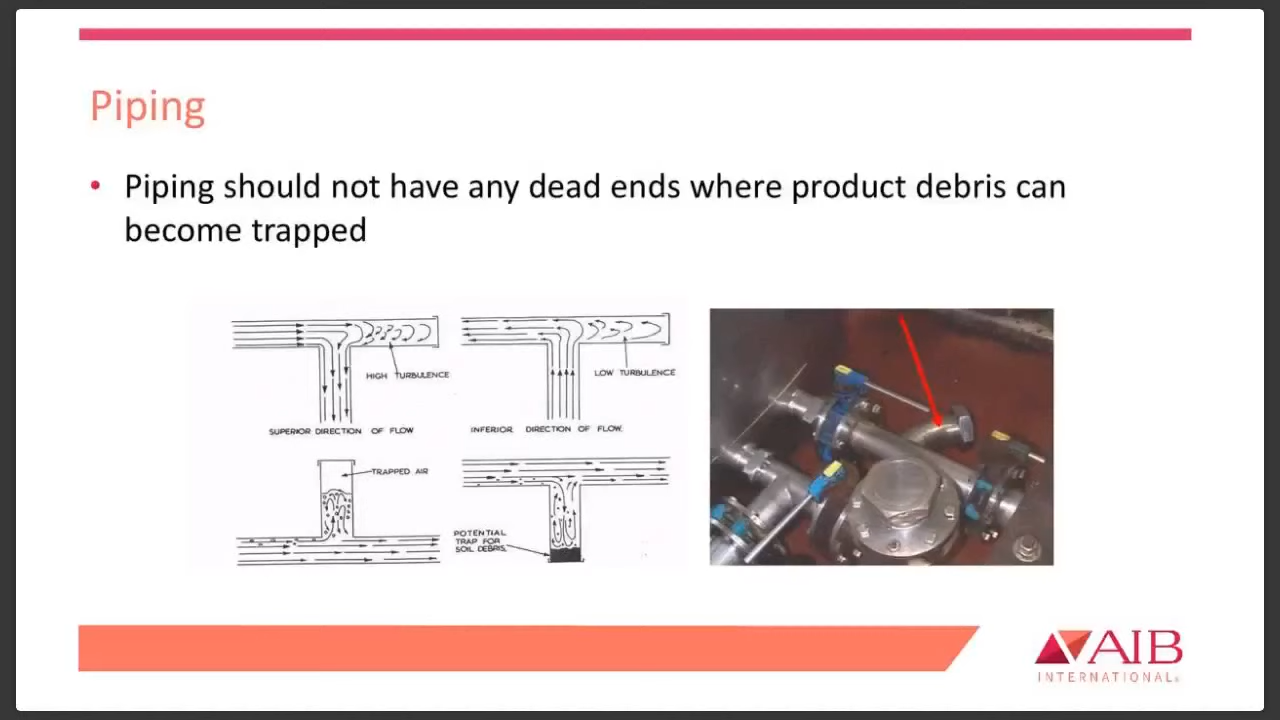 Piping
• Piping should not have any dead ends where product debris can
become trapped
HIGH TURBULENCE
LOW TURBULENCE
SUPERIOR DIRECTION OF FLOW
INFERIOR DIRECTION OF FLOW.
TRAPPED AIR
POTENTIAL
TRAP FOR
SOIL DEBRIS.
AIB
INTERNATIONAL®